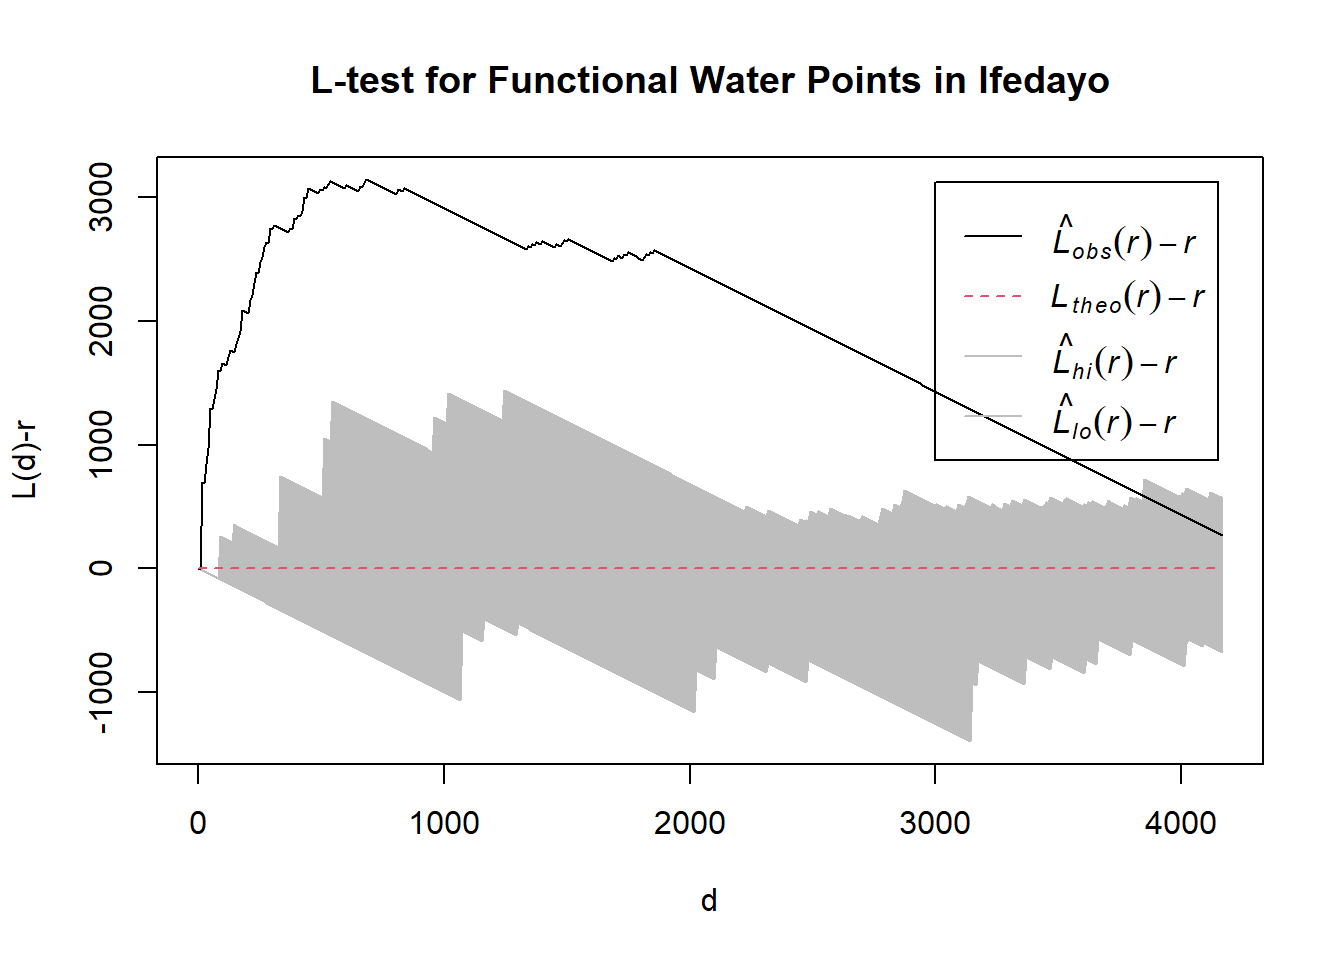 L-test for Functional Water Points in Ifedayo
L(d)-r
3000
2000
1000
0
-1000
L̂obs(r) – r
Ltheo(r) – r
L̂hi(r) – r
L̂lo(r) – r
0 1000 2000 3000 4000
d